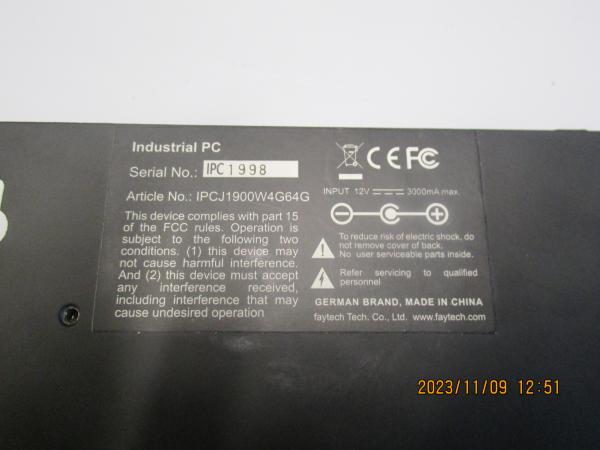 Industrial PC
Serial No.: IPC1998
Article No.: IPCJ1900W4G64G
This device complies with part 15
of the FCC rules. Operation is
subject to the following two
conditions. (1) this device may
not cause harmful interference.
And (2) this device must accept
any interference received,
including interference that may
cause undesired operation
CE FC
INPUT 12V 3000mA max.
To reduce risk of electric shock, do
not remove cover of back.
No user serviceable parts inside.
Refer servicing to qualified
personnel
GERMAN BRAND, MADE IN CHINA
faytech Tech. Co., Ltd. www.faytech.com
2023/11/09 12:51